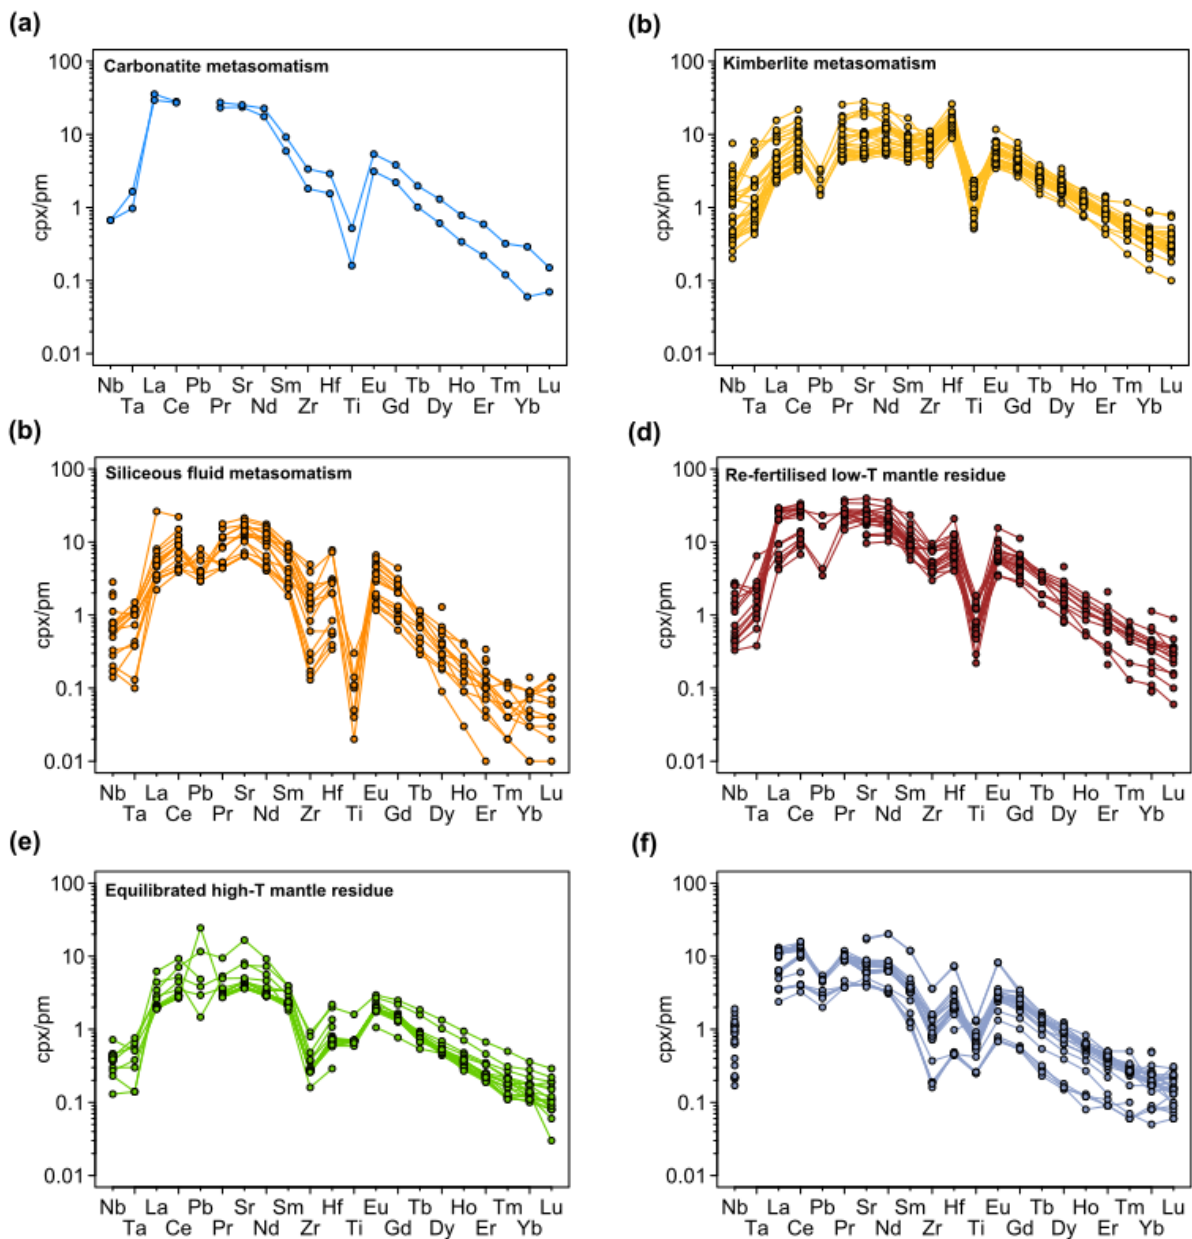 (a)
Carbonatite metasomatism
100
10
1
0.1
0.01
cpx/pm
Nb La Pb Sr Sm Hf Eu Tb Ho Tm Lu
Ta Ce Pr Nd Zr Ti Gd Dy Er Yb
(b)
Kimberlite metasomatism
100
10
1
0.1
0.01
cpx/pm
Nb La Pb Sr Sm Hf Eu Tb Ho Tm Lu
Ta Ce Pr Nd Zr Ti Gd Dy Er Yb
(b)
Siliceous fluid metasomatism
100
10
1
0.1
0.01
cpx/pm
Nb La Pb Sr Sm Hf Eu Tb Ho Tm Lu
Ta Ce Pr Nd Zr Ti Gd Dy Er Yb
(d)
Re-fertilised low-T mantle residue
100
10
1
0.1
0.01
cpx/pm
Nb La Pb Sr Sm Hf Eu Tb Ho Tm Lu
Ta Ce Pr Nd Zr Ti Gd Dy Er Yb
(e)
Equilibrated high-T mantle residue
100
10
1
0.1
0.01
cpx/pm
Nb La Pb Sr Sm Hf Eu Tb Ho Tm Lu
Ta Ce Pr Nd Zr Ti Gd Dy Er Yb
(f)
100
10
1
0.1
0.01
cpx/pm
Nb La Pb Sr Sm Hf Eu Tb Ho Tm Lu
Ta Ce Pr Nd Zr Ti Gd Dy Er Yb